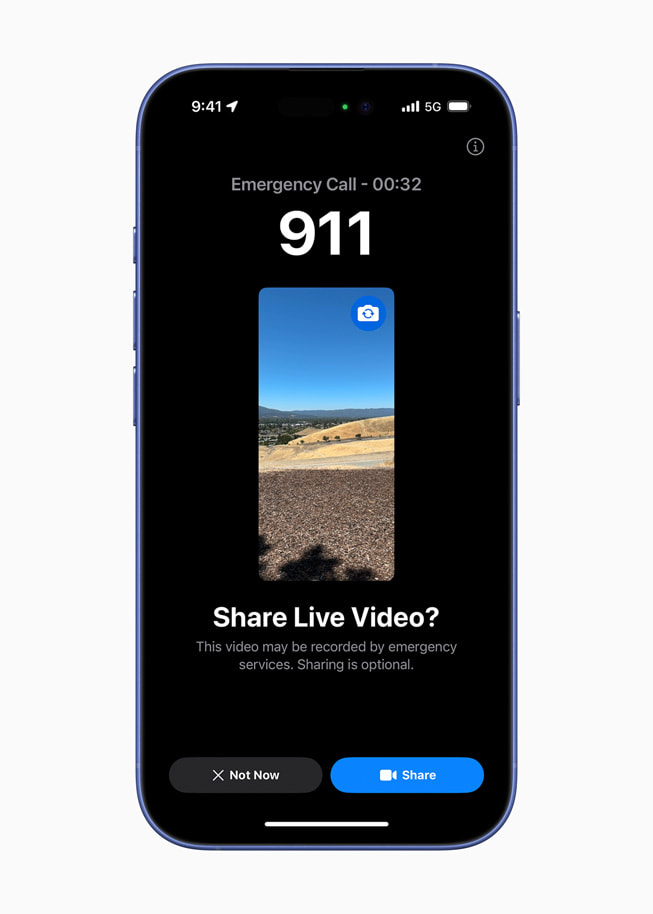 9:41
5G
Emergency Call - 00:32
911
Share Live Video?
This video may be recorded by emergency
services. Sharing is optional.
Not Now
Share